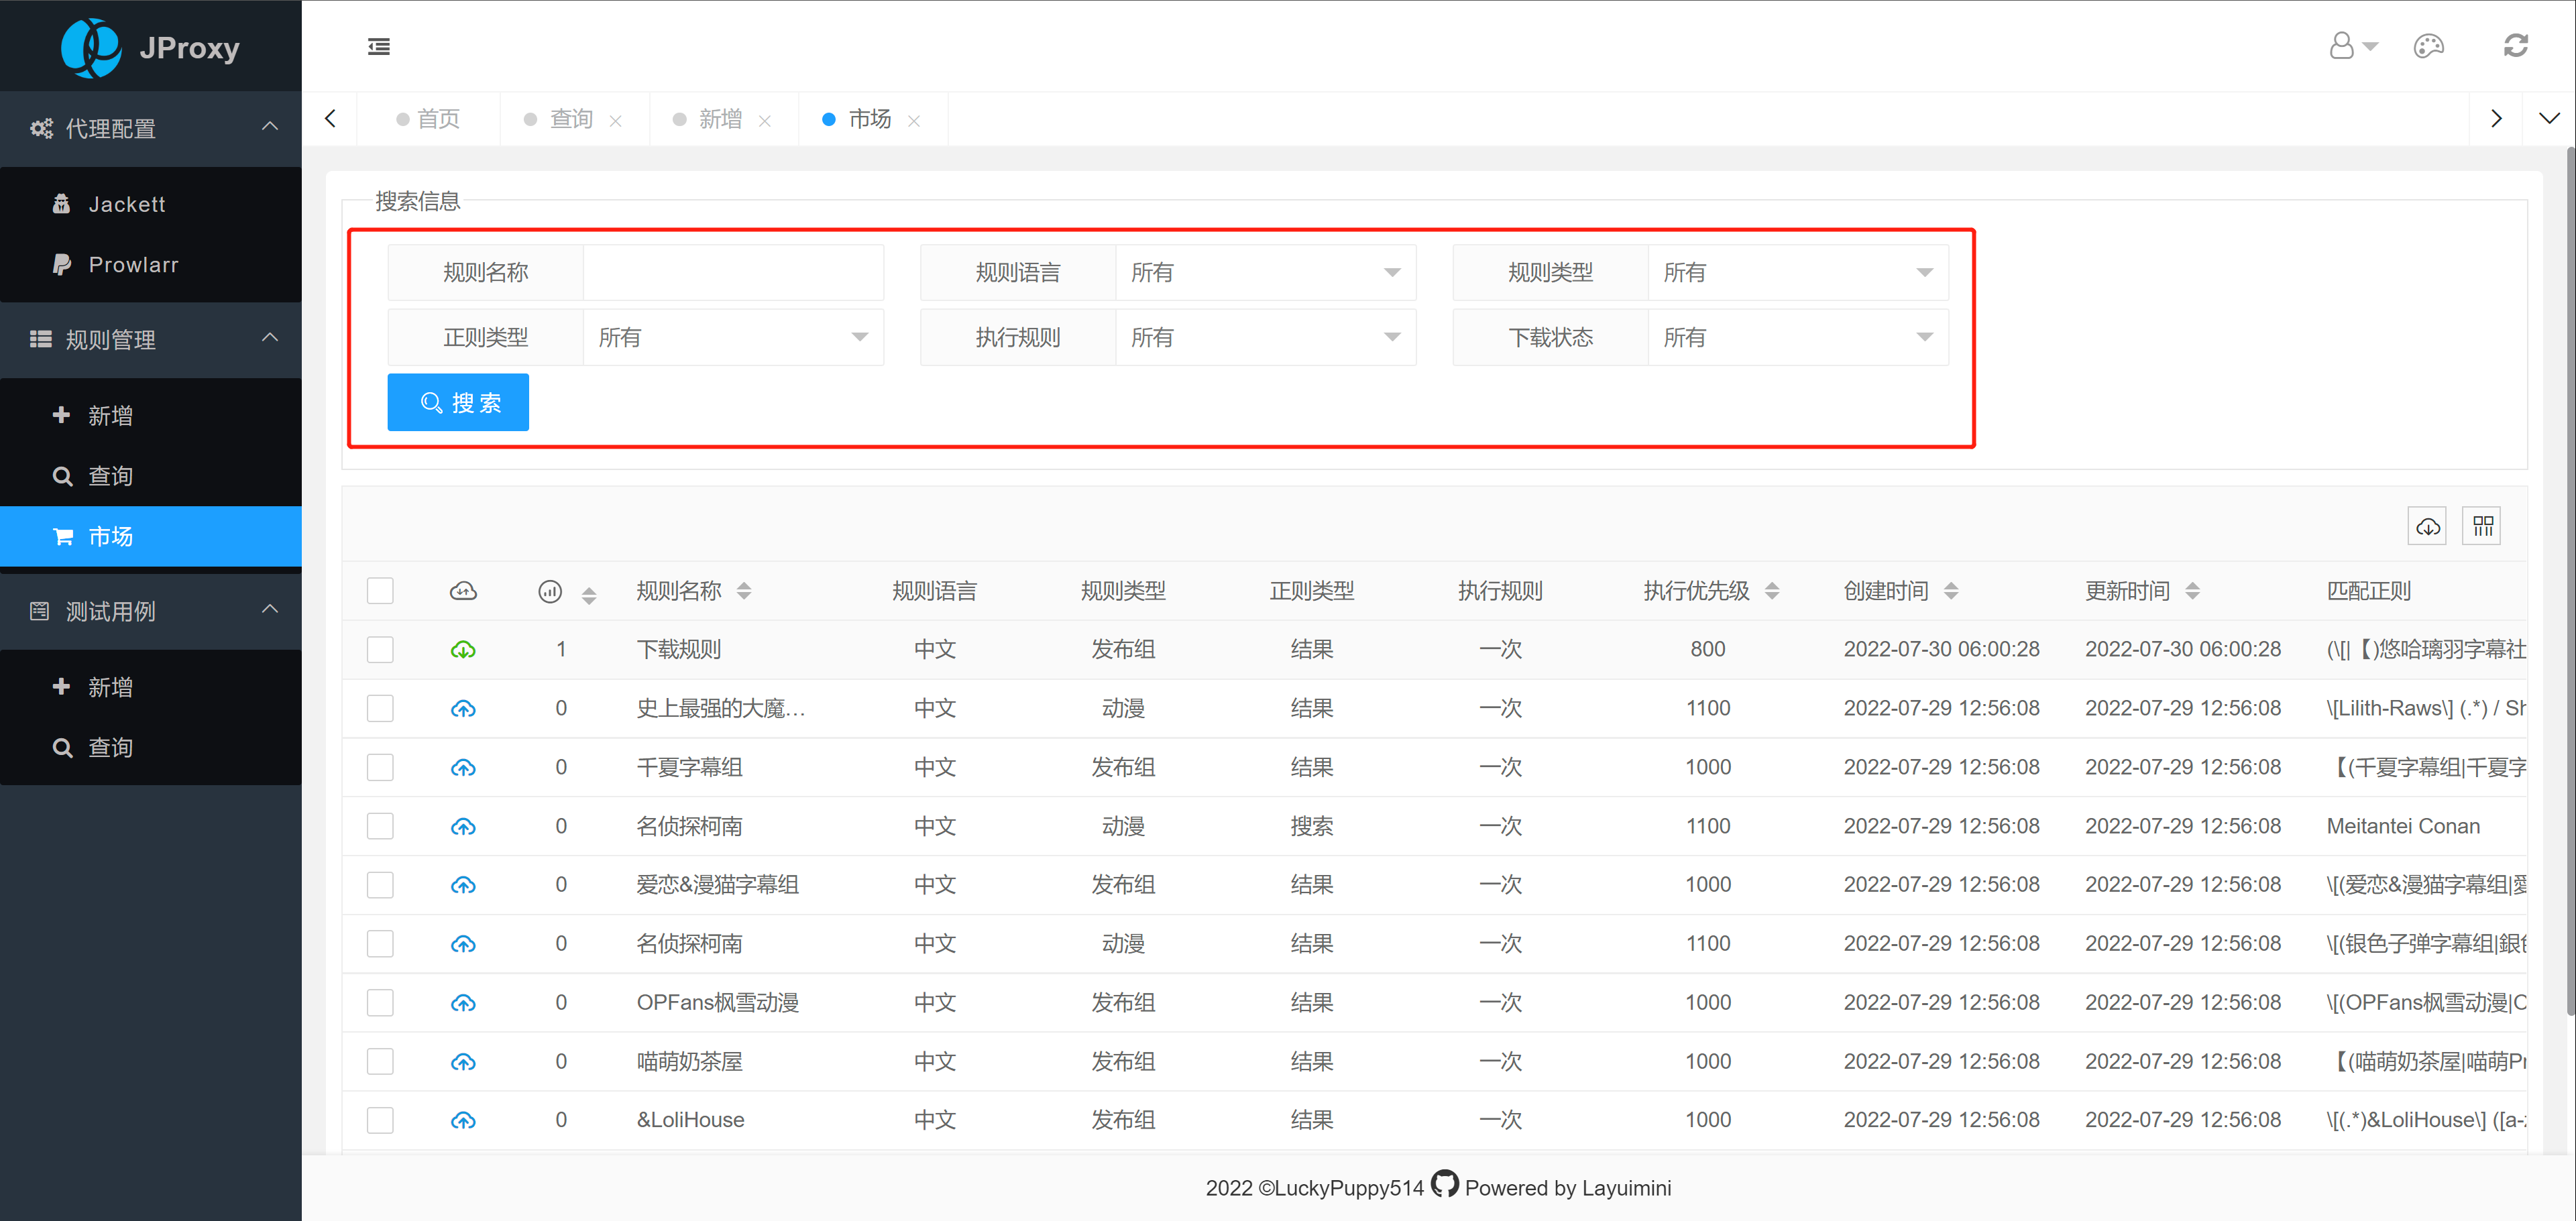 JProxy
代理配置
Jackett
Prowlarr
规则管理
新增
查询
市场
测试用例
新增
查询
首页 查询 新增 市场
搜索信息
规则名称 规则语言 所有 规则类型 所有
正则类型 所有 执行规则 所有 下载状态 所有
搜 索
规则名称 规则语言 规则类型 正则类型 执行规则 执行优先级 创建时间 更新时间 匹配正则
1 下载规则 中文 发布组 结果 一次 800 2022-07-30 06:00:28 2022-07-30 06:00:28 (\[|【)悠哈璃羽字幕社
0 史上最强的大魔… 中文 动漫 结果 一次 1100 2022-07-29 12:56:08 2022-07-29 12:56:08 \[Lilith-Raws\] (.*) / Sh
0 千夏字幕组 中文 发布组 结果 一次 1000 2022-07-29 12:56:08 2022-07-29 12:56:08 【(千夏字幕组|千夏字
0 名侦探柯南 中文 动漫 搜索 一次 1100 2022-07-29 12:56:08 2022-07-29 12:56:08 Meitantei Conan
0 爱恋&漫猫字幕组 中文 发布组 结果 一次 1000 2022-07-29 12:56:08 2022-07-29 12:56:08 \[(爱恋&漫猫字幕组|
0 名侦探柯南 中文 动漫 结果 一次 1100 2022-07-29 12:56:08 2022-07-29 12:56:08 \[(银色子弹字幕组|銀
0 OPFans枫雪动漫 中文 发布组 结果 一次 1000 2022-07-29 12:56:08 2022-07-29 12:56:08 \[(OPFans枫雪动漫|
0 喵萌奶茶屋 中文 发布组 结果 一次 1000 2022-07-29 12:56:08 2022-07-29 12:56:08 【(喵萌奶茶屋|喵萌Pr
0 &LoliHouse 中文 发布组 结果 一次 1000 2022-07-29 12:56:08 2022-07-29 12:56:08 \[(.*)&LoliHouse\] ([a-
2022 ©LuckyPuppy514 Powered by Layuimini